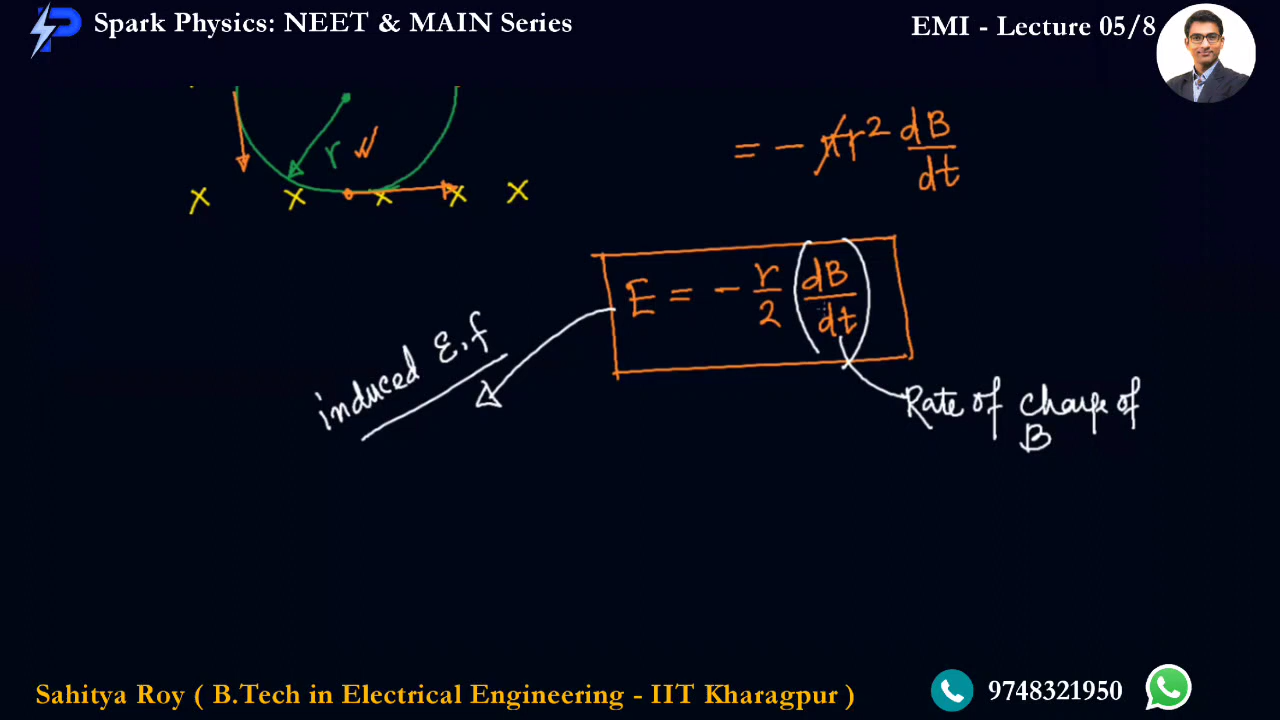 Spark Physics: NEET & MAIN Series
EMI - Lecture 05/8
r
= - πr² dB/dt
E = - r/2 (dB/dt)
induced E.f
Rate of change of
B
Sahitya Roy ( B.Tech in Electrical Engineering - IIT Kharagpur )
9748321950